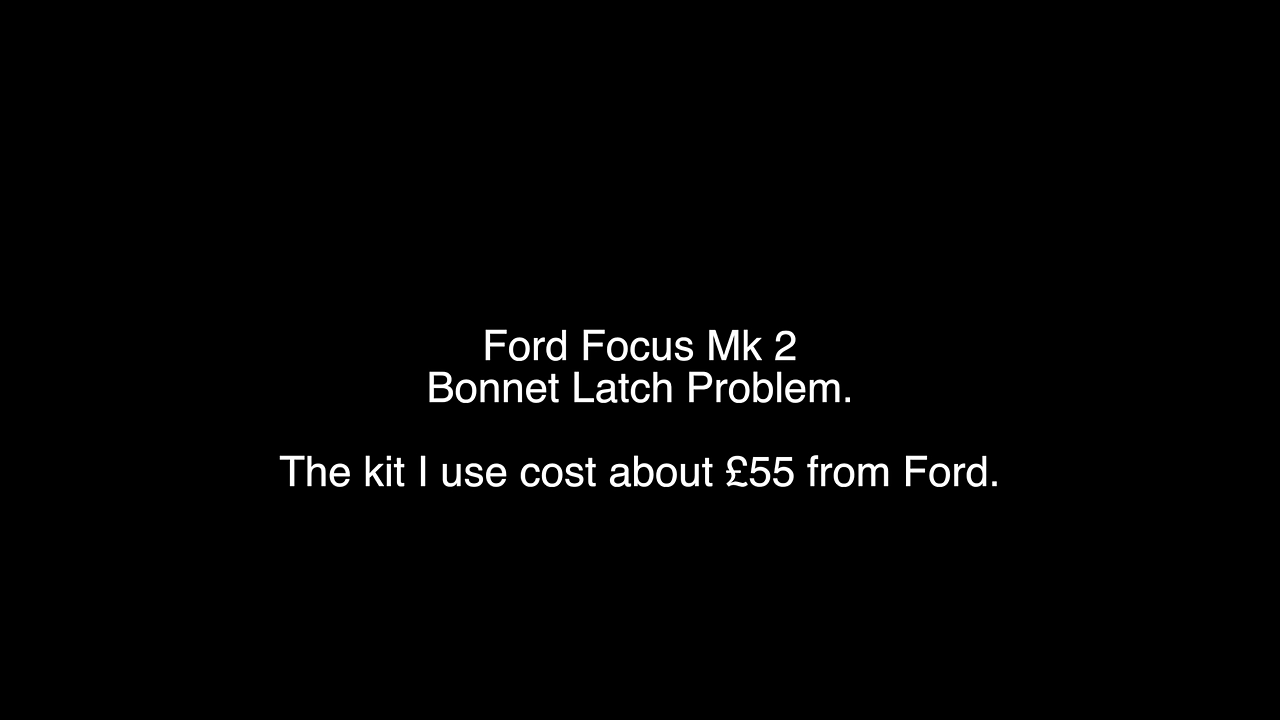 Ford Focus Mk 2
Bonnet Latch Problem.
The kit I use cost about £55 from Ford.